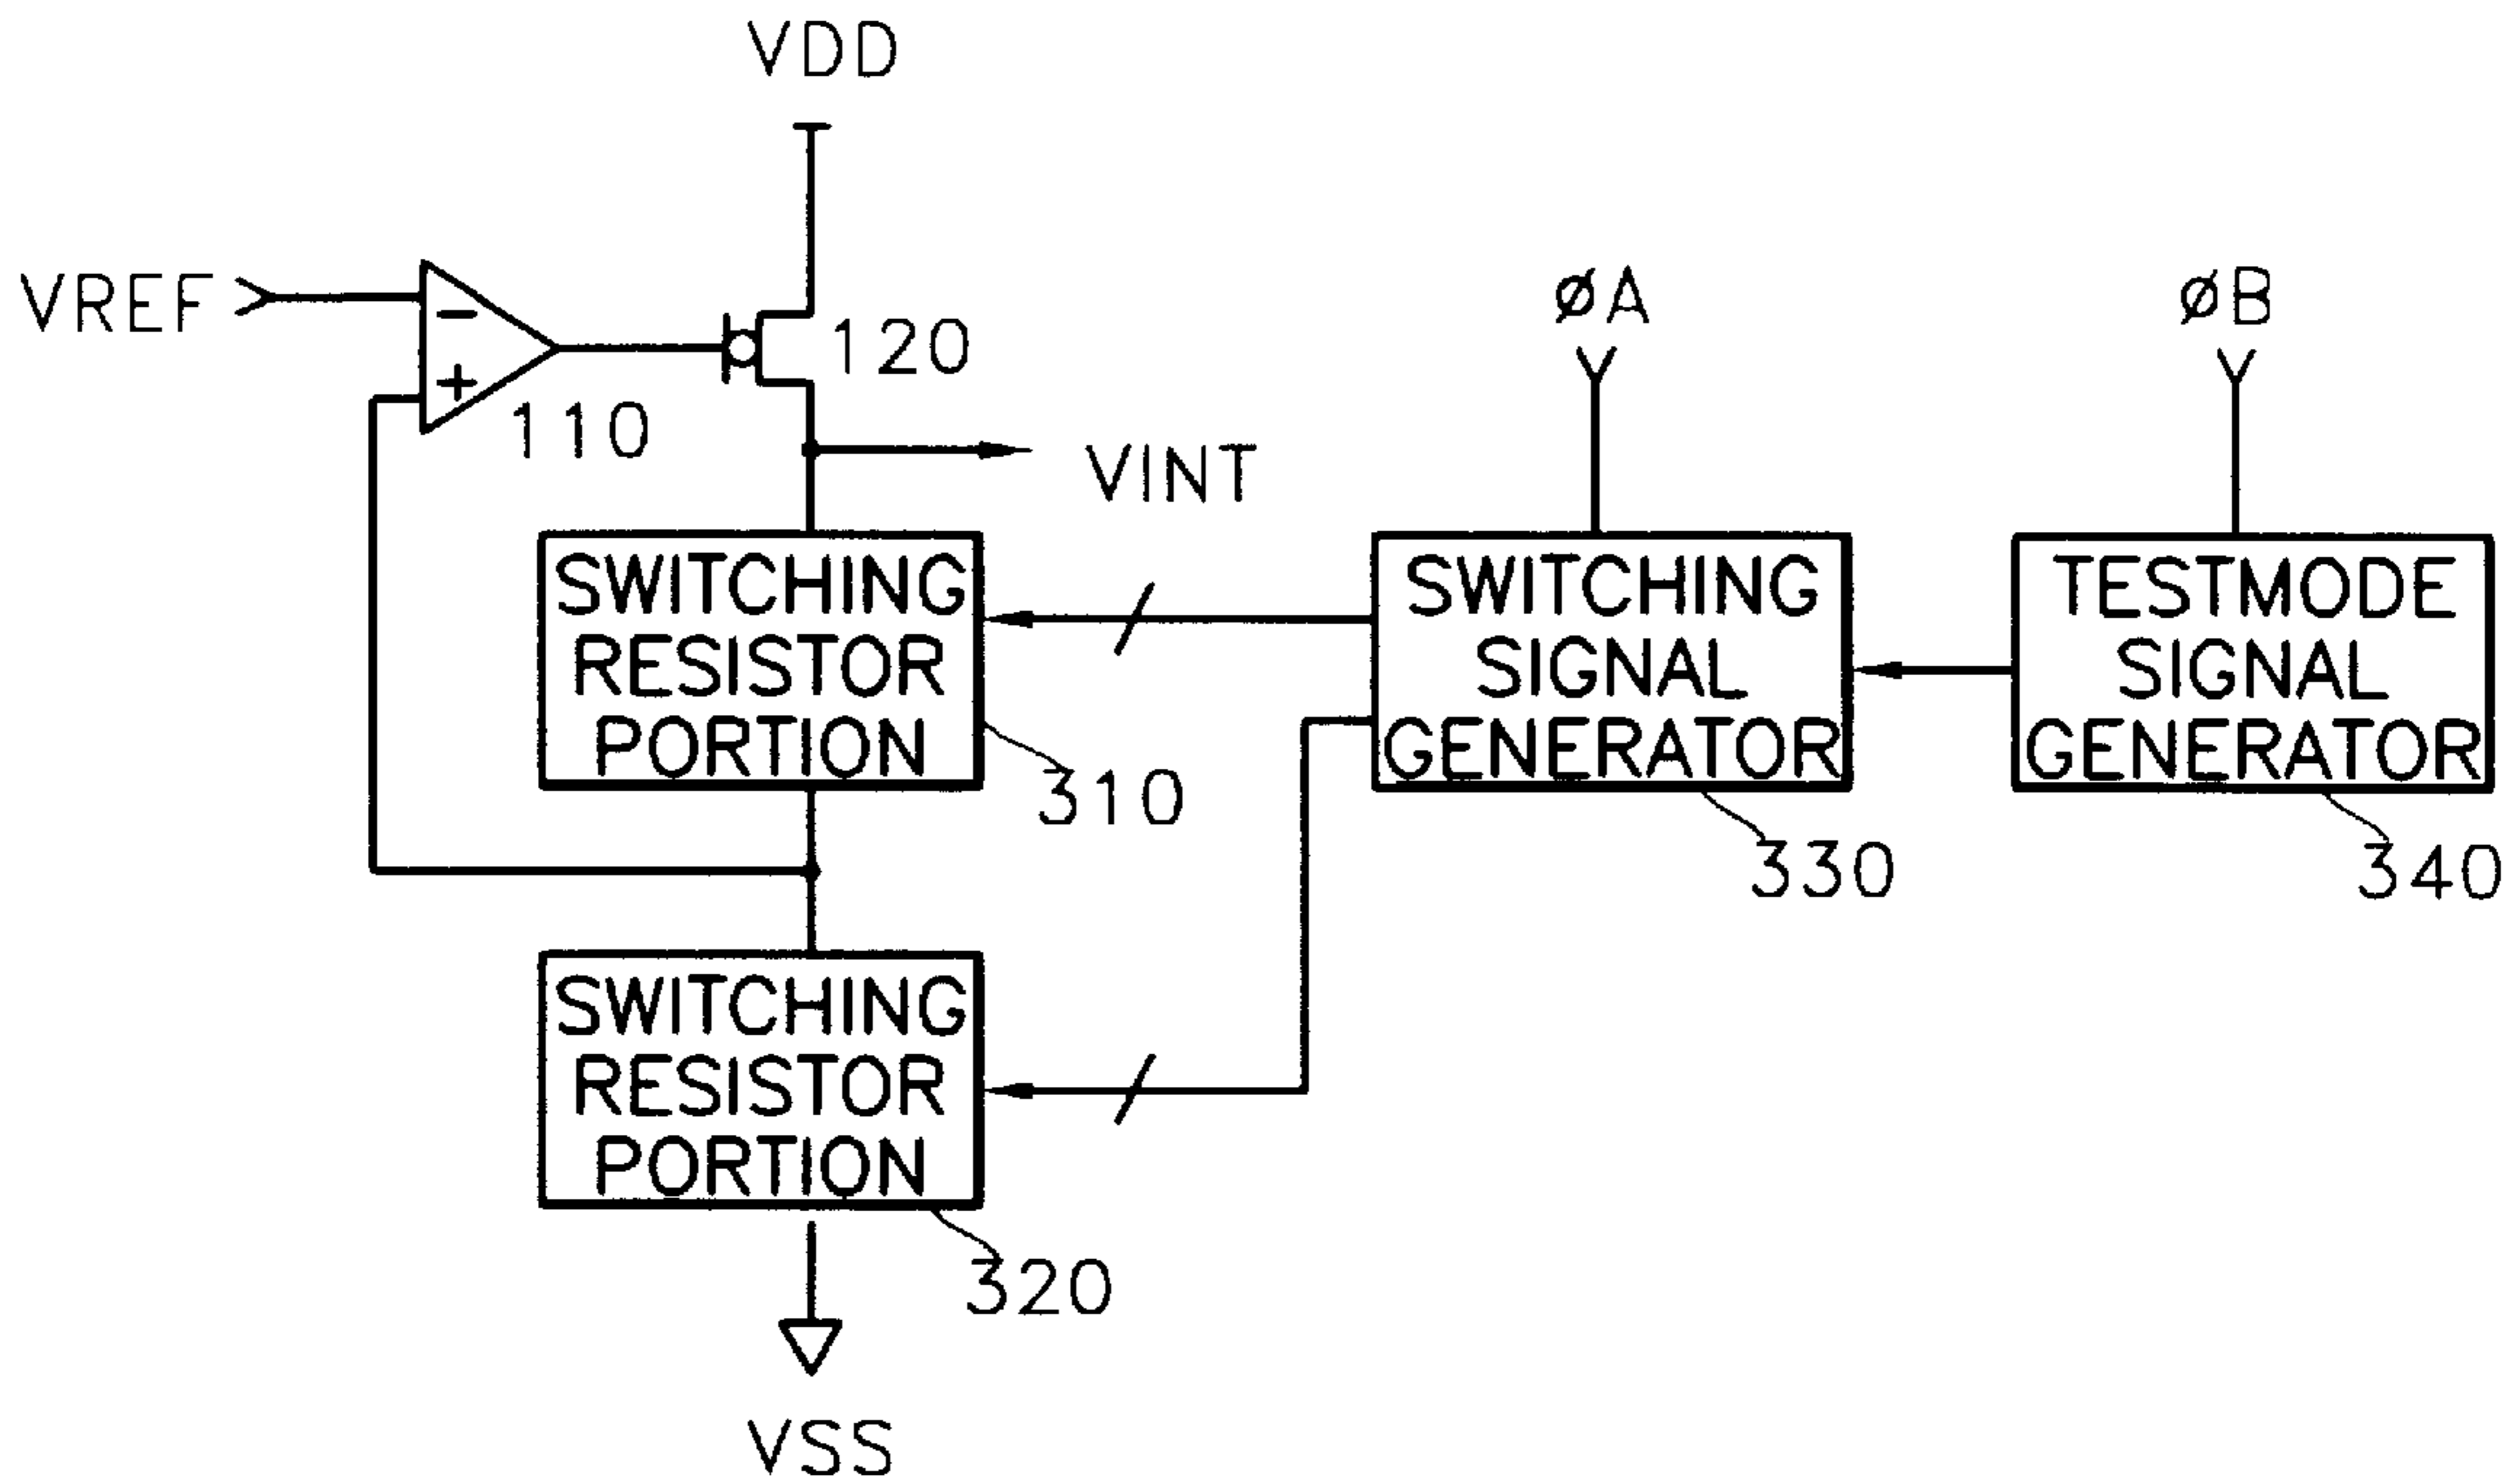 VDD
VREF
-
+
110
120
VINT
øA
øB
SWITCHING
RESISTOR
PORTION
310
SWITCHING
SIGNAL
GENERATOR
330
TESTMODE
SIGNAL
GENERATOR
340
SWITCHING
RESISTOR
PORTION
320
VSS